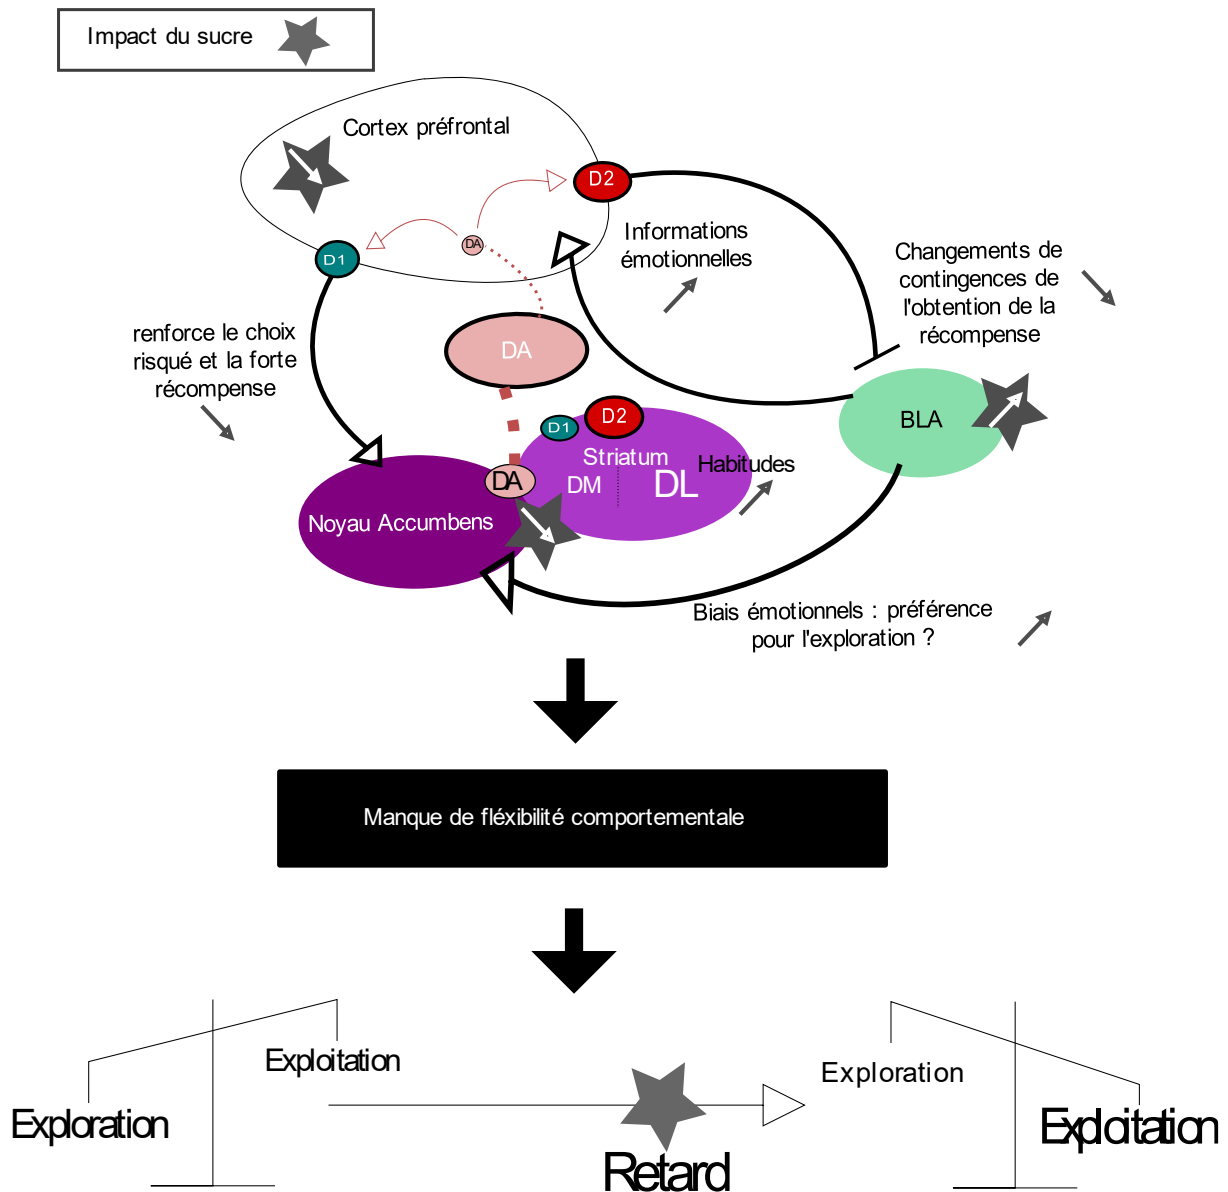 Impact du sucre
Cortex préfrontal
D2
DA
D1
Informations
émotionnelles
Changements de
contingences de
l'obtention de la
récompense
renforce le choix
risqué et la forte
récompense
DA
D1
D2
BLA
Striatum
Habitudes
DA
DM
DL
Noyau Accumbens
Biais émotionnels : préférence
pour l'exploration ?
Manque de fléxibilité comportementale
Exploitation
Exploration
Exploration
Exploitation
Retard